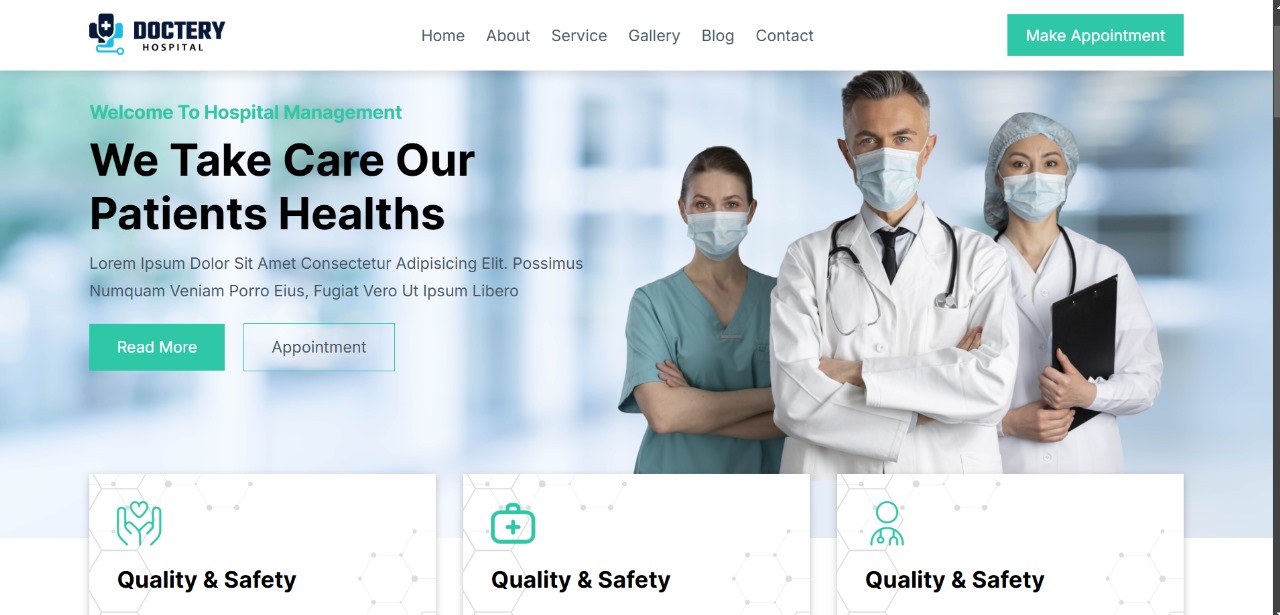 DOCTERY
HOSPITAL
Home About Service Gallery Blog Contact
Make Appointment
Welcome To Hospital Management
We Take Care Our
Patients Healths
Lorem Ipsum Dolor Sit Amet Consectetur Adipisicing Elit. Possimus
Numquam Veniam Porro Eius, Fugiat Vero Ut Ipsum Libero
Read More
Appointment
Quality & Safety
Quality & Safety
Quality & Safety